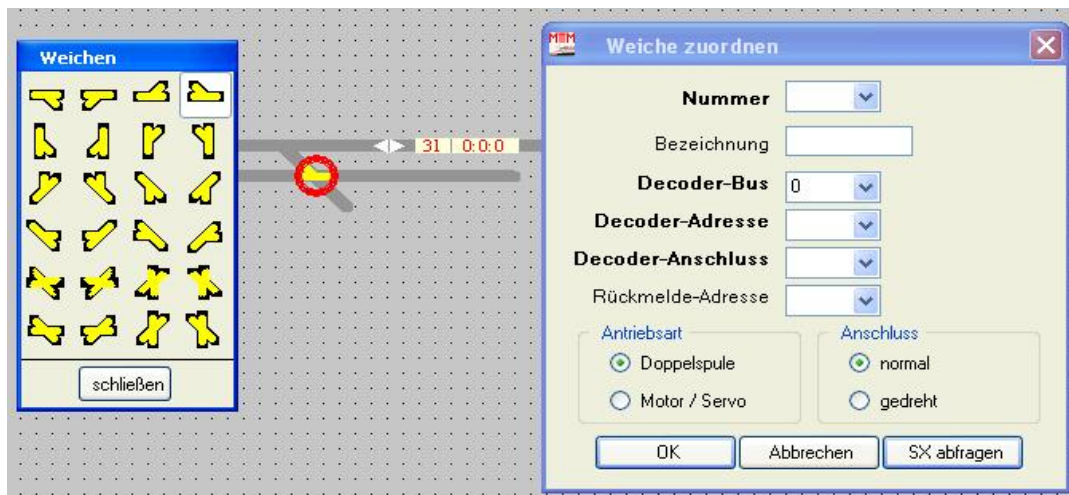 Weichen
schließen
31 | 0:0:0
MTM
Weiche zuordnen
Nummer
Bezeichnung
Decoder-Bus 0
Decoder-Adresse
Decoder-Anschluss
Rückmelde-Adresse
Antriebsart
Doppelspule
Motor / Servo
Anschluss
normal
gedreht
OK Abbrechen SX abfragen